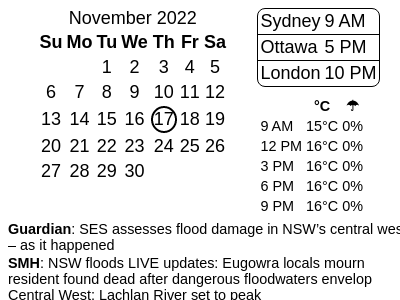 November 2022
Su Mo Tu We Th Fr Sa
1 2 3 4 5
6 7 8 9 10 11 12
13 14 15 16 17 18 19
20 21 22 23 24 25 26
27 28 29 30
Sydney 9 AM
Ottawa 5 PM
London 10 PM
°C ☂
9 AM 15°C 0%
12 PM 16°C 0%
3 PM 16°C 0%
6 PM 16°C 0%
9 PM 16°C 0%
Guardian: SES assesses flood damage in NSW’s central wes
– as it happened
SMH: NSW floods LIVE updates: Eugowra locals mourn
resident found dead after dangerous floodwaters envelop
Central West; Lachlan River set to peak